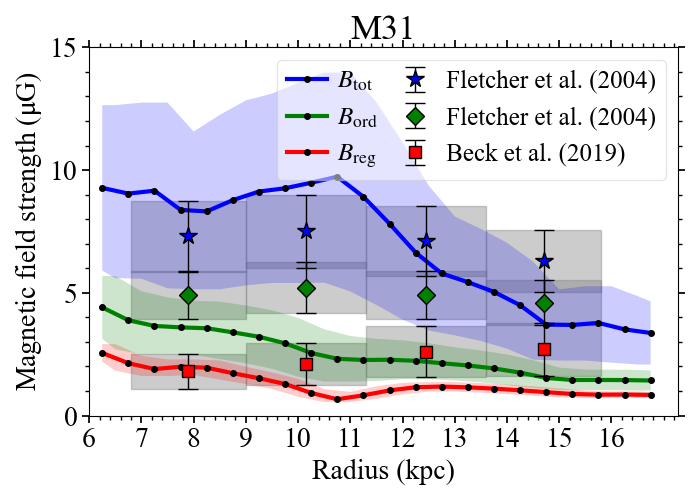 M31
Magnetic field strength (μG)
15
10
5
0
B_tot
B_ord
B_reg
Fletcher et al. (2004)
Fletcher et al. (2004)
Beck et al. (2019)
6 7 8 9 10 11 12 13 14 15 16
Radius (kpc)